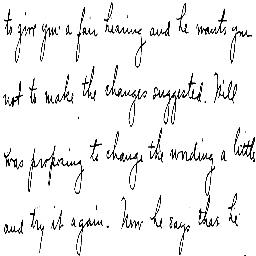 to give you a fair hearing and he wants you
not to make the changes suggested. Will
was proposing to change the wording a little
and try it again. Now he says that he